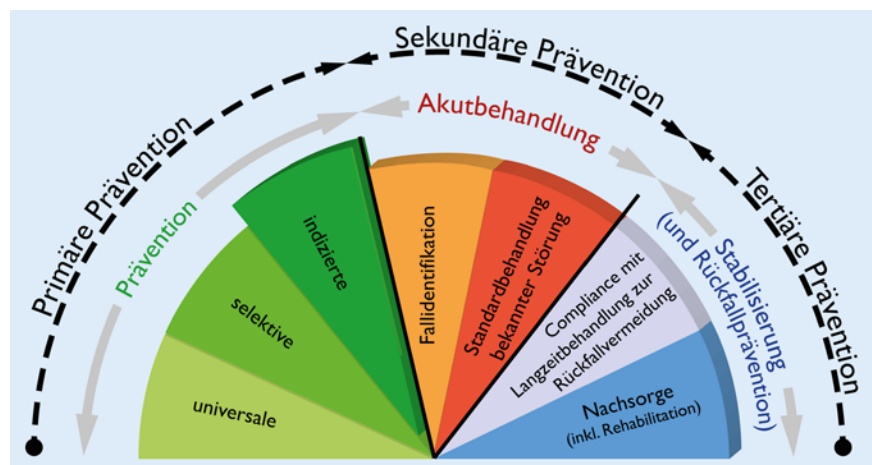 Primäre Prävention
Sekundäre Prävention
Tertiäre Prävention
Prävention
Akutbehandlung
Stabilisierung
(und Rückfallprävention)
universale
selektive
indizierte
Fallidentifikation
Standardbehandlung
bekannter Störung
Compliance mit
Langzeitbehandlung zur
Rückfallvermeidung
Nachsorge
(inkl. Rehabilitation)